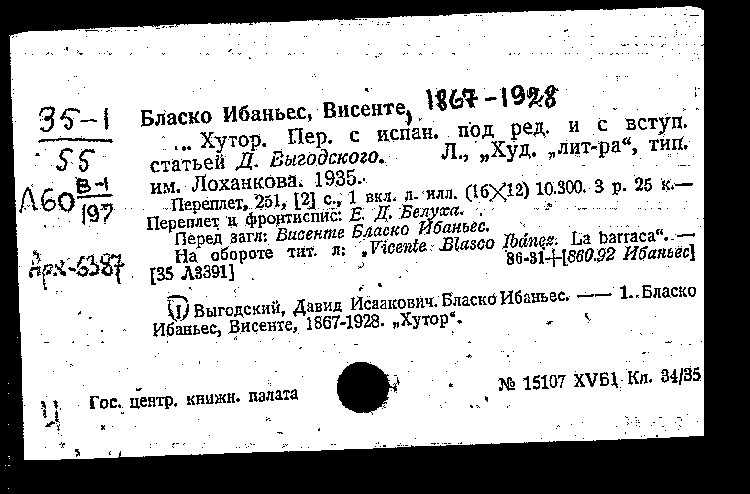 35-1
55
Л60 В-1
197
Арх-5387
Бласко Ибаньес, Висенте, 1867-1928
... Хутор. Пер. с испан. под ред. и с вступ.
статьей Д. Выгодского. Л., „Худ. „лит-ра“, тип.
им. Лоханкова. 1935.
Переплет, 251, [2] с., 1 вкл. л. илл. (16×12) 10.300. 3 р. 25 к.—
Переплет и фронтиспис: Е. Д. Белуха.
Перед загл: Висенте Бласко Ибаньес.
На обороте тит. л: „Vicente Blasco Ibánez. La barraca“. —
[35 Л3391] 86-31+[860.92 Ибаньес]
(I) Выгодский, Давид Исаакович. Бласко Ибаньес. —— 1. Бласко
Ибаньес, Висенте, 1867-1928. „Хутор“.
Ч Гос. центр. книжн. палата № 15107 XVБ1 Кл. 34/35